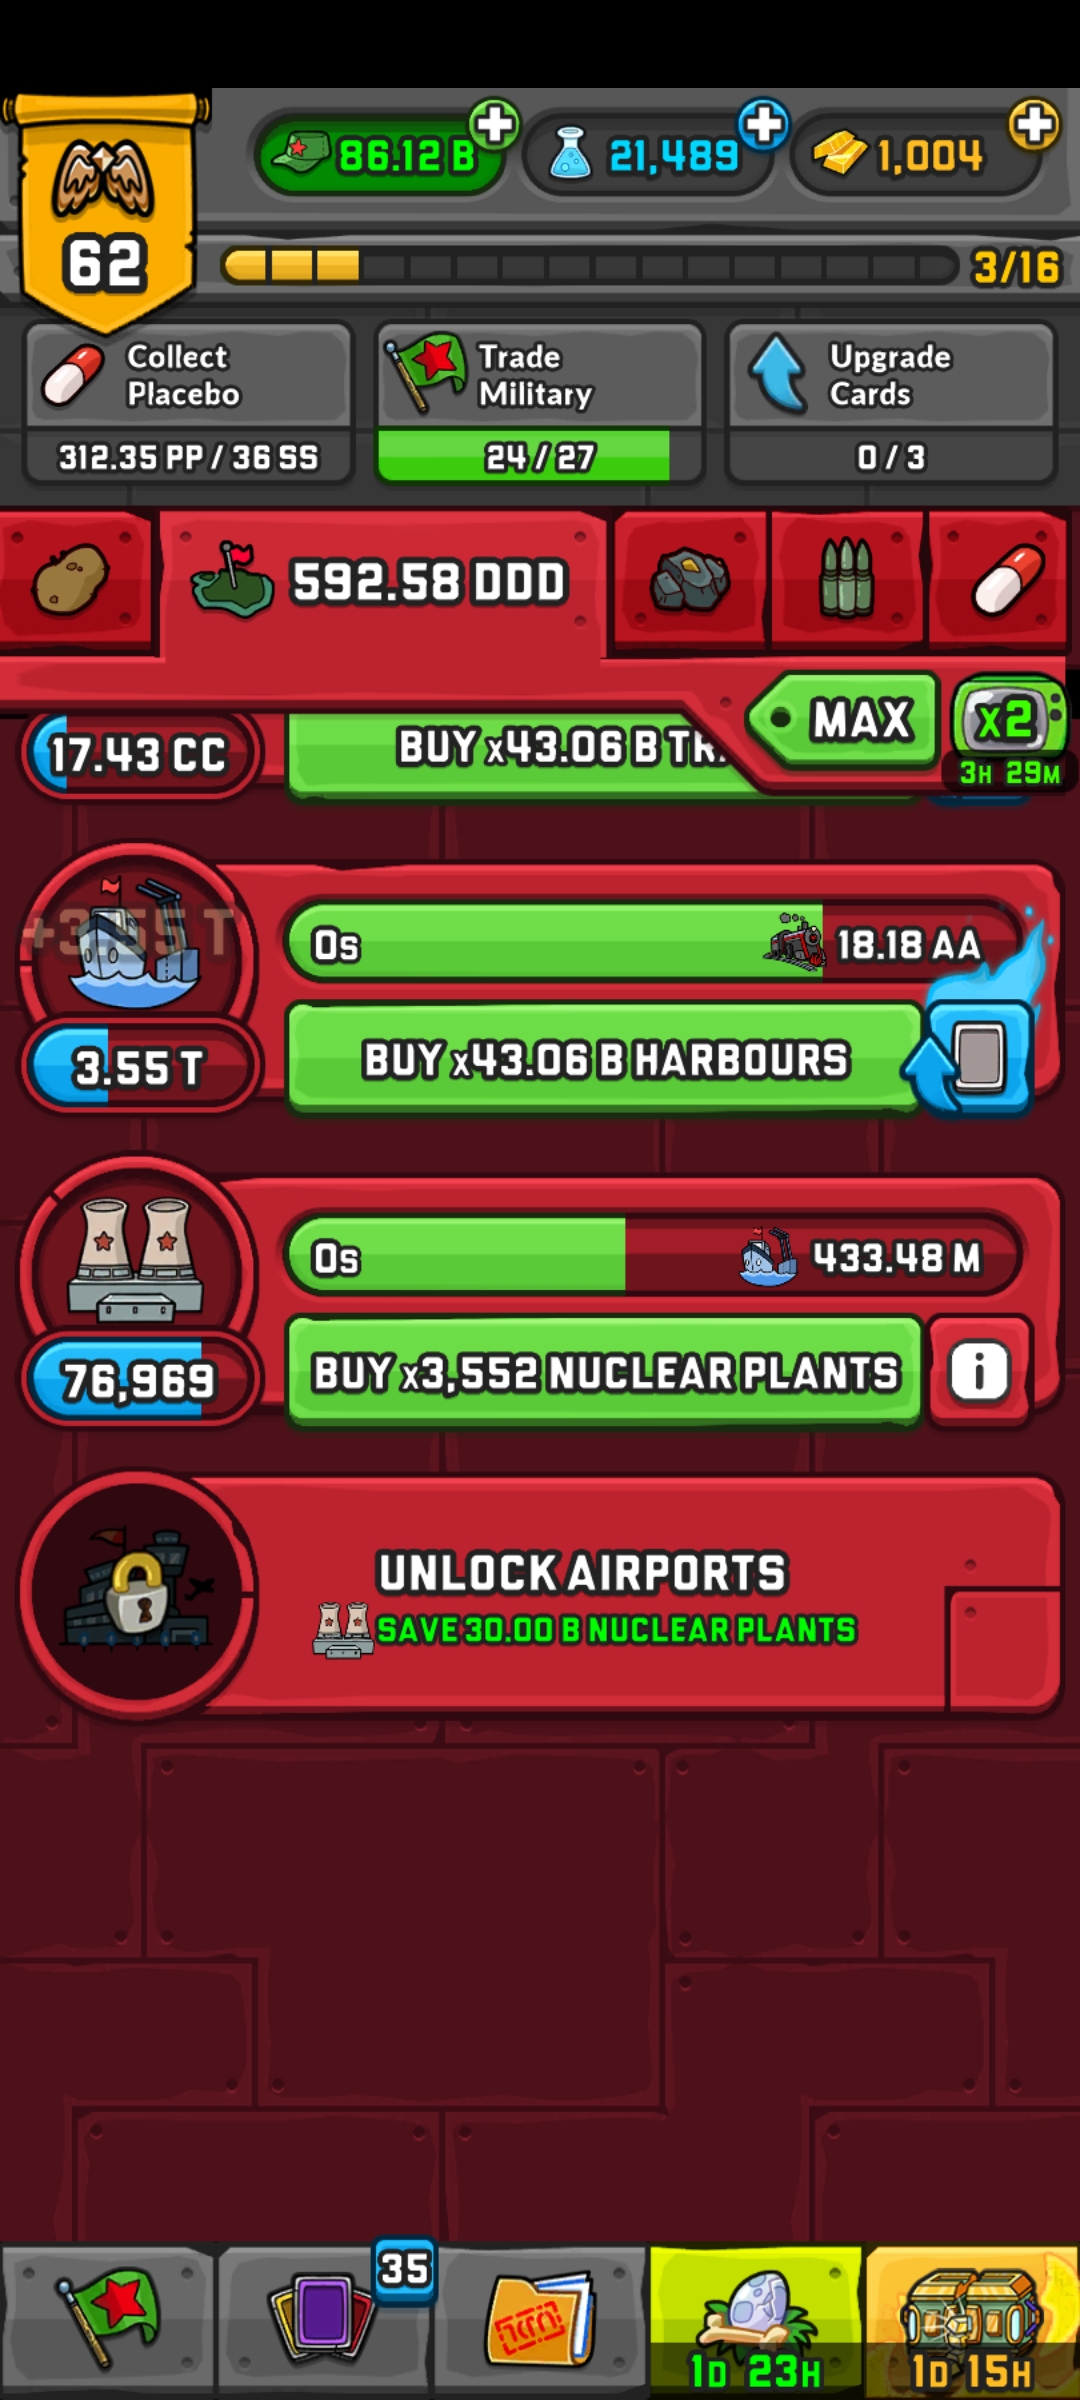 86.12 B
21,489
1,004
62
3/16
Collect
Placebo
312.35 PP / 36 SS
Trade
Military
24 / 27
Upgrade
Cards
0 / 3
592.58 DDD
MAX
x2
3H 29M
17.43 CC
BUY x43.06 B
+3.55 T
0s
18.18 AA
3.55 T
BUY x43.06 B HARBOURS
0s
433.48 M
76,969
BUY x3,552 NUCLEAR PLANTS
i
UNLOCK AIRPORTS
SAVE 30.00 B NUCLEAR PLANTS
35
1D 23H
1D 15H